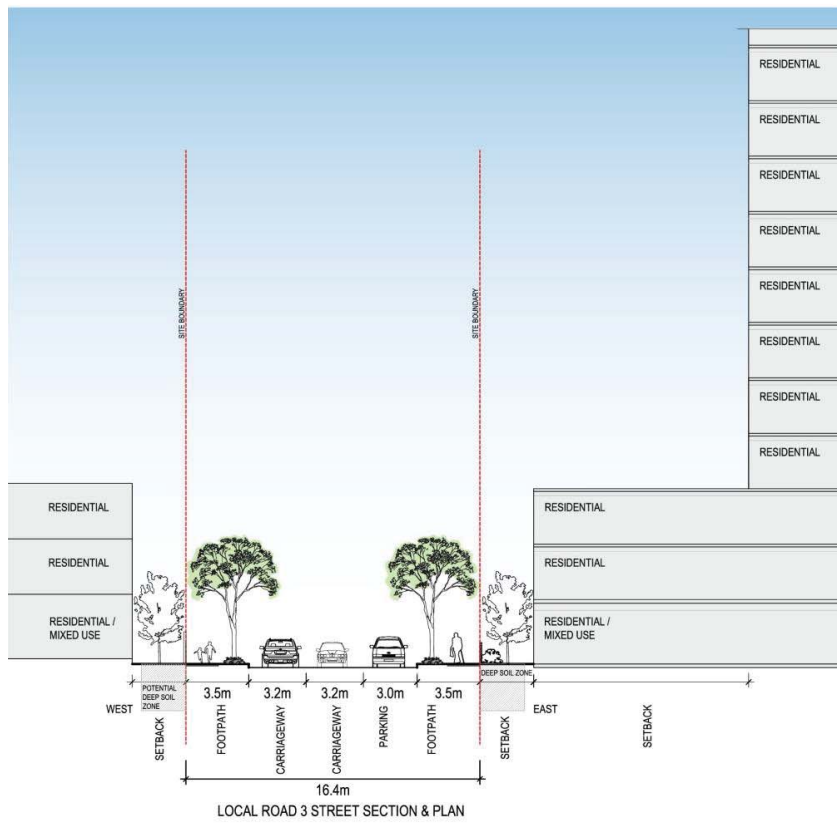 RESIDENTIAL
RESIDENTIAL
RESIDENTIAL
RESIDENTIAL
RESIDENTIAL
RESIDENTIAL
RESIDENTIAL
RESIDENTIAL
SITE BOUNDARY
SITE BOUNDARY
RESIDENTIAL
RESIDENTIAL
RESIDENTIAL /
MIXED USE
RESIDENTIAL
RESIDENTIAL
RESIDENTIAL /
MIXED USE
WEST
POTENTIAL
DEEP SOIL
ZONE
3.5m
3.2m
3.2m
3.0m
3.5m
DEEP SOIL ZONE
EAST
SETBACK
FOOTPATH
CARRIAGEWAY
CARRIAGEWAY
PARKING
FOOTPATH
SETBACK
SETBACK
16.4m
LOCAL ROAD 3 STREET SECTION & PLAN